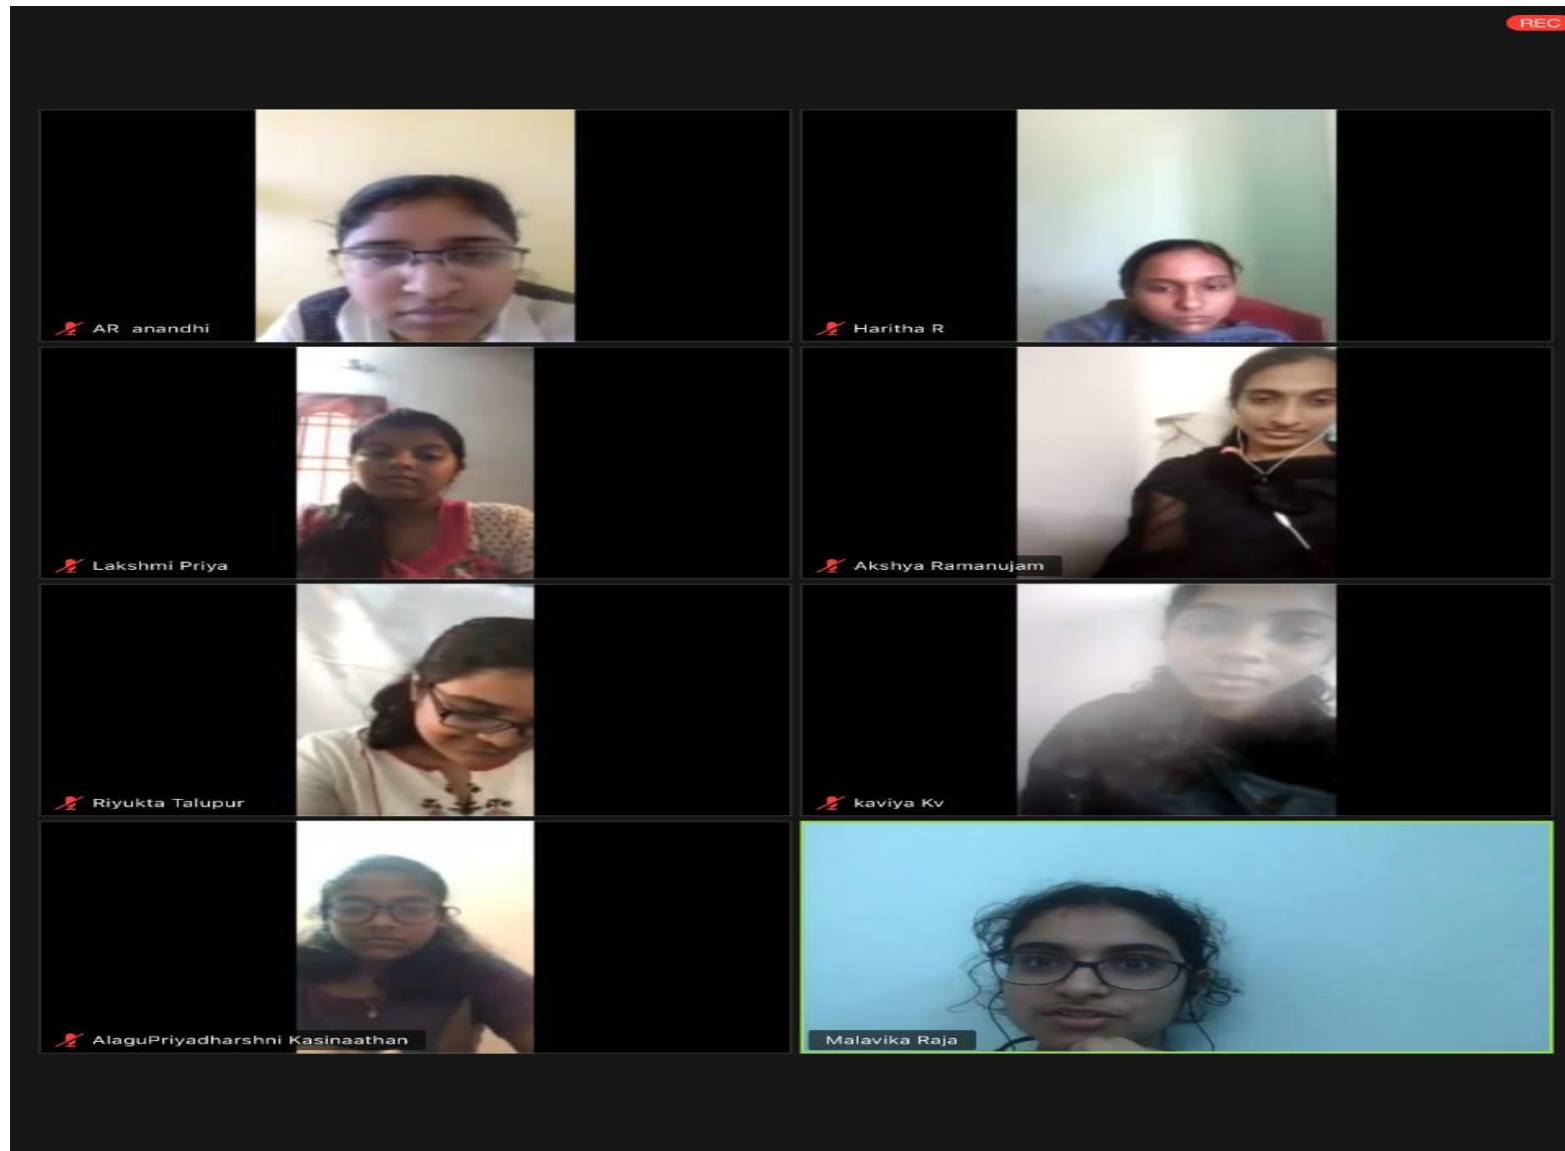 REC
AR anandhi
Haritha R
Lakshmi Priya
Akshya Ramanujam
Riyukta Talupur
kaviya Kv
AlaguPriyadharshni Kasinaathan
Malavika Raja